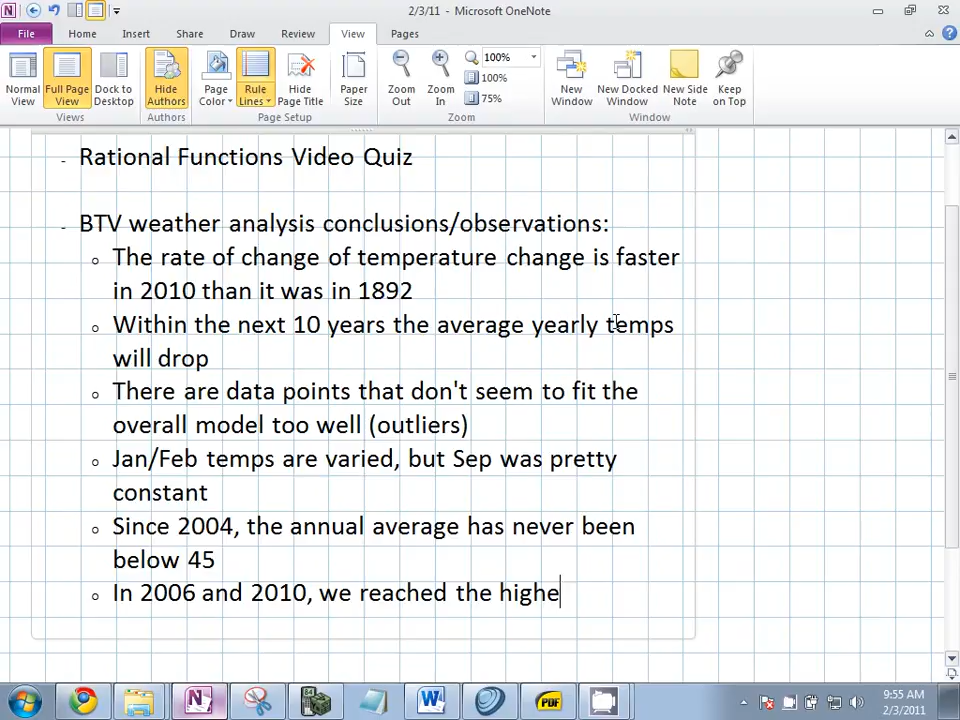 2/3/11 - Microsoft OneNote
File Home Insert Share Draw Review View Pages
Normal View
Full Page View
Dock to Desktop
Hide Authors
Page Color
Rule Lines
Hide Page Title
Paper Size
Zoom Out
Zoom In
100%
100%
75%
New Window
New Docked Window
New Side Note
Keep on Top
Views Authors Page Setup Zoom Window
- Rational Functions Video Quiz
- BTV weather analysis conclusions/observations:
o The rate of change of temperature change is faster
in 2010 than it was in 1892
o Within the next 10 years the average yearly temps
will drop
o There are data points that don't seem to fit the
overall model too well (outliers)
o Jan/Feb temps are varied, but Sep was pretty
constant
o Since 2004, the annual average has never been
below 45
o In 2006 and 2010, we reached the highe
9:55 AM
2/3/2011